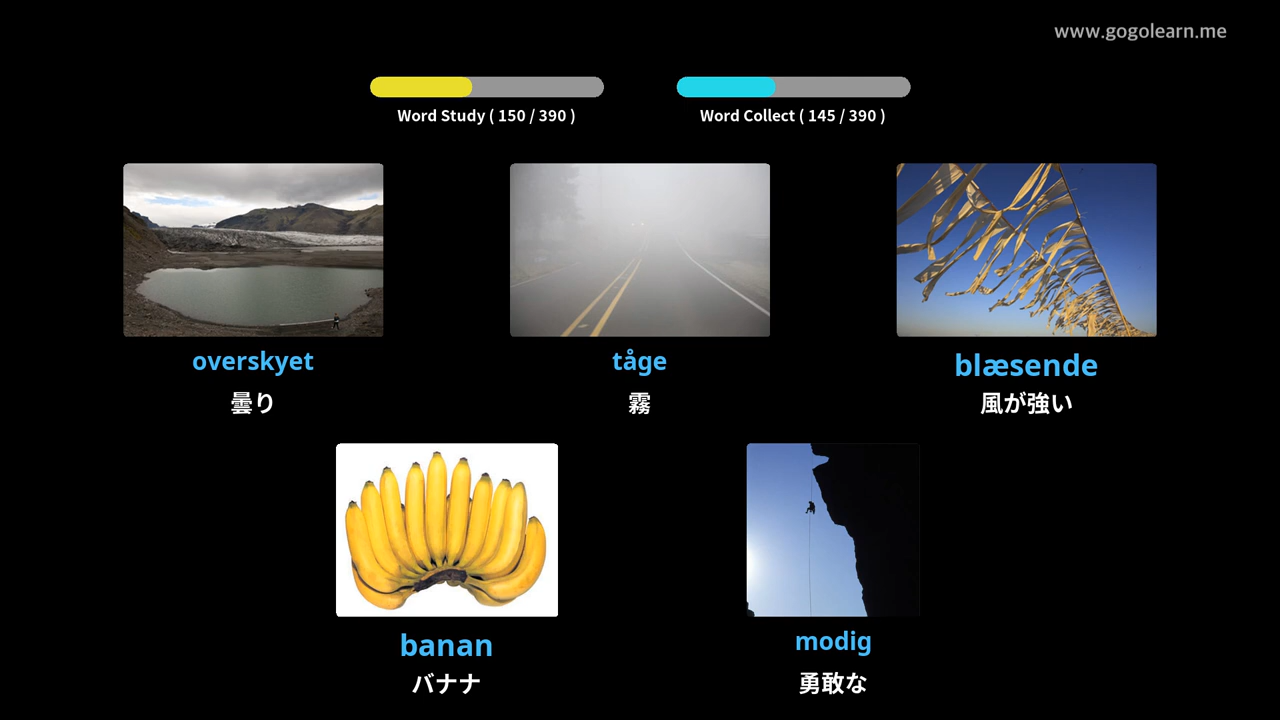 www.gogolearn.me
Word Study ( 150 / 390 )
Word Collect ( 145 / 390 )
overskyet
曇り
tåge
霧
blæsende
風が強い
banan
バナナ
modig
勇敢な